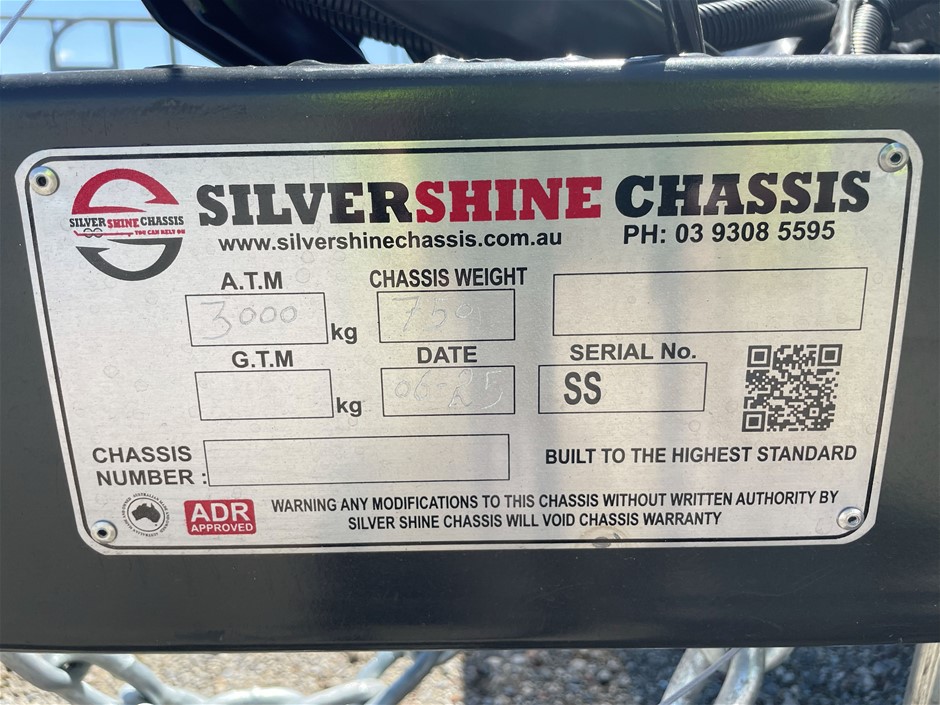 SILVERSHINE CHASSIS
SILVER SHINE CHASSIS
YOU CAN RELY ON
www.silvershinechassis.com.au
PH: 03 9308 5595
A.T.M
3000 kg
CHASSIS WEIGHT
750
G.T.M
kg
DATE
06-25
SERIAL No.
SS
CHASSIS
NUMBER :
BUILT TO THE HIGHEST STANDARD
ADR
APPROVED
WARNING ANY MODIFICATIONS TO THIS CHASSIS WITHOUT WRITTEN AUTHORITY BY
SILVER SHINE CHASSIS WILL VOID CHASSIS WARRANTY